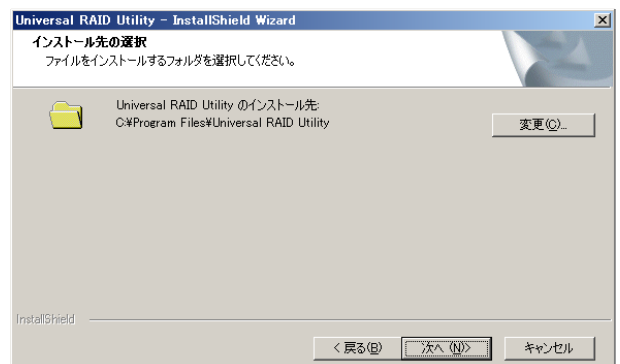 Universal RAID Utility - InstallShield Wizard
インストール先の選択
ファイルをインストールするフォルダを選択してください。
Universal RAID Utility のインストール先:
C:¥Program Files¥Universal RAID Utility
変更(C)...
InstallShield
< 戻る(B)
次へ (N)>
キャンセル